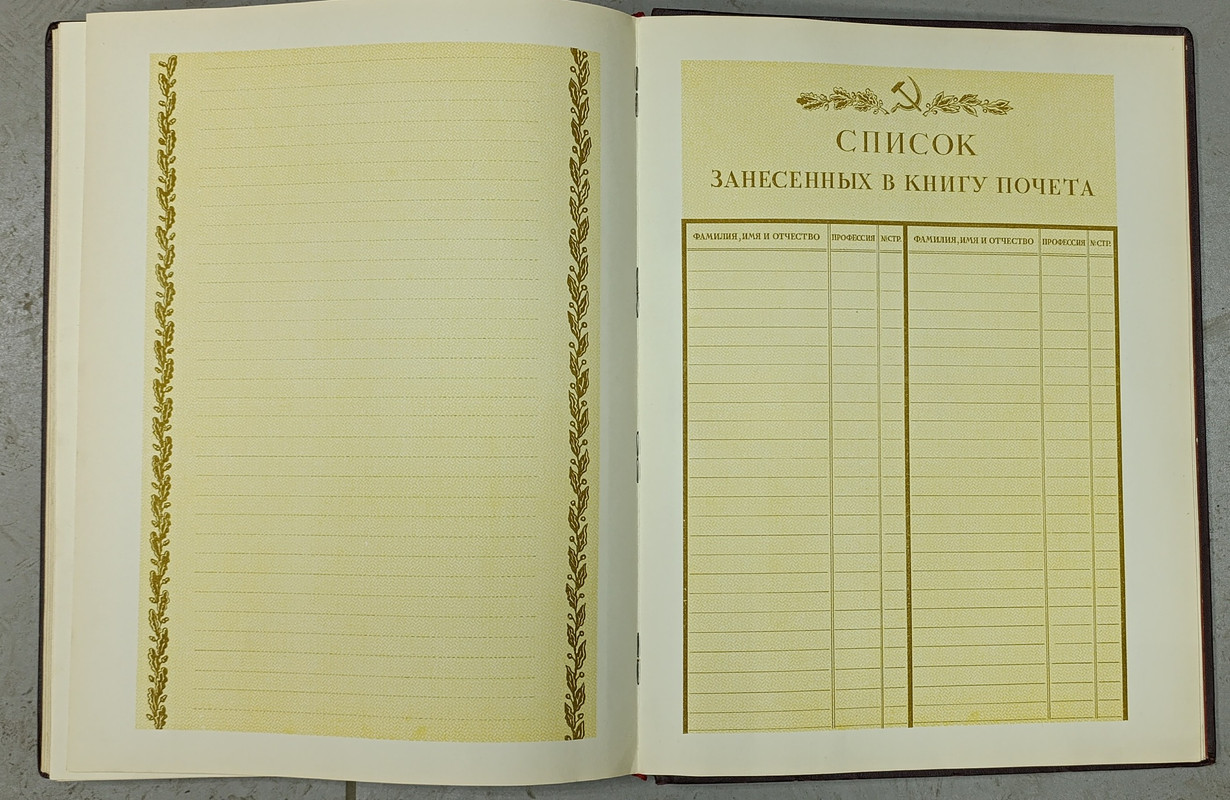 СПИСОК
ЗАНЕСЕННЫХ В КНИГУ ПОЧЕТА
ФАМИЛИЯ, ИМЯ И ОТЧЕСТВО ПРОФЕССИЯ №СТР. ФАМИЛИЯ, ИМЯ И ОТЧЕСТВО ПРОФЕССИЯ №СТР.